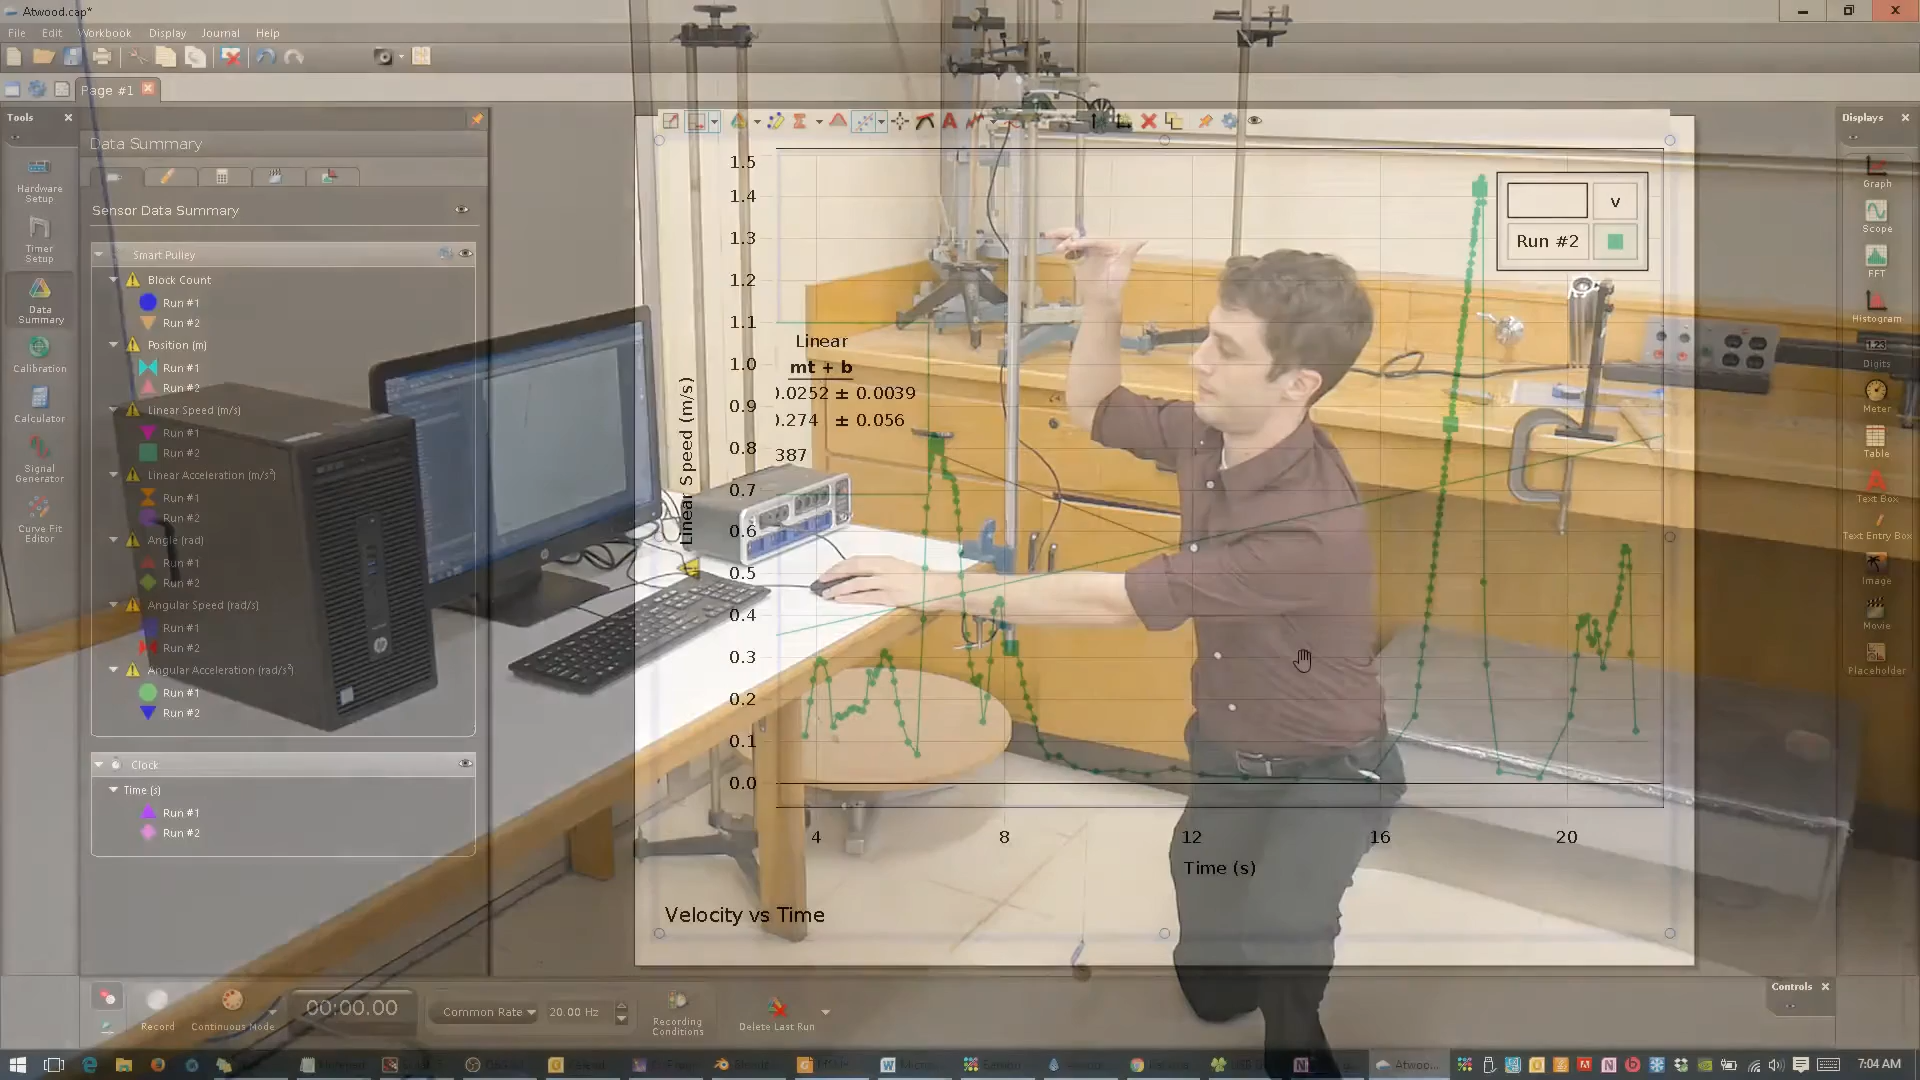 Atwood.cap*
File Edit Workbook Display Journal Help
Page #1
Tools
Data Summary
Displays
Hardware Setup
Timer Setup
Data Summary
Calibration
Calculator
Signal Generator
Curve Fit Editor
Sensor Data Summary
Smart Pulley
Block Count
Run #1
Run #2
Position (m)
Run #1
Run #2
Linear Speed (m/s)
Run #1
Run #2
Linear Acceleration (m/s²)
Run #1
Run #2
Angle (rad)
Run #1
Run #2
Angular Speed (rad/s)
Run #1
Run #2
Angular Acceleration (rad/s²)
Run #1
Run #2
Clock
Time (s)
Run #1
Run #2
1.5
1.4
1.3
1.2
1.1
1.0
0.9
0.8
0.7
0.6
0.5
0.4
0.3
0.2
0.1
0.0
Linear Speed (m/s)
Linear
mt + b
.0252 ± 0.0039
.274 ± 0.056
387
v
Run #2
4 8 12 16 20
Time (s)
Velocity vs Time
Graph
Scope
FFT
Histogram
Digits
Meter
Table
Text Box
Text Entry Box
Image
Movie
Placeholder
Controls
Record
Continuous Mode
00:00.00
Common Rate
20.00 Hz
Recording Conditions
Delete Last Run
Atwoo...
7:04 AM